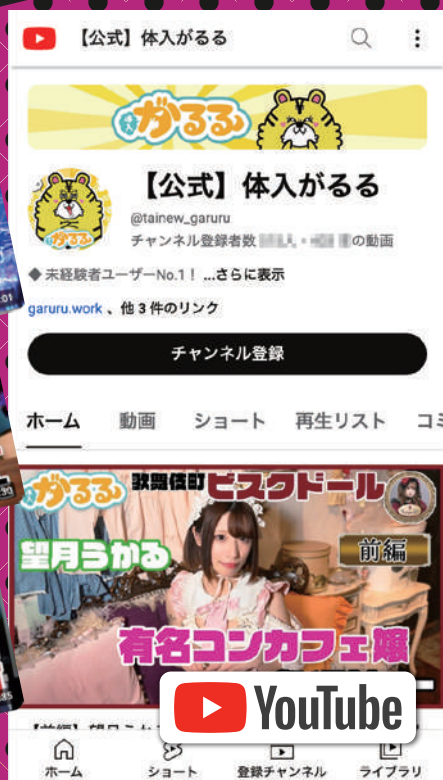 【公式】体入がるる
体入
がるる
【公式】体入がるる
@tainew_garuru
チャンネル登録者数
の動画
◆ 未経験者ユーザーNo.1! ...さらに表示
garuru.work 、他 3 件のリンク
チャンネル登録
ホーム 動画 ショート 再生リスト コミ
がるる 歌舞伎町 ビスクドール
望月うかる
前編
有名コンカフェ嬢
YouTube
ホーム ショート 登録チャンネル ライブラリ